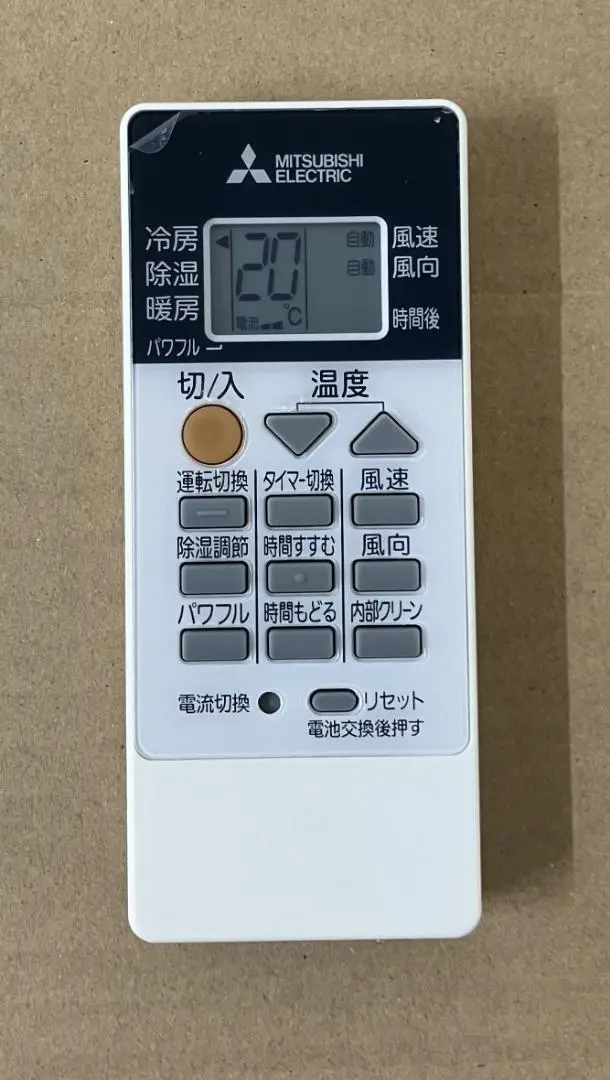 MITSUBISHI
ELECTRIC
冷房
除湿
暖房
パワフル
20
℃
電流
自動
自動
風速
風向
時間後
切/入
温度
運転切換
タイマー切換
風速
除湿調節
時間すすむ
風向
パワフル
時間もどる
内部クリーン
電流切換
リセット
電池交換後押す